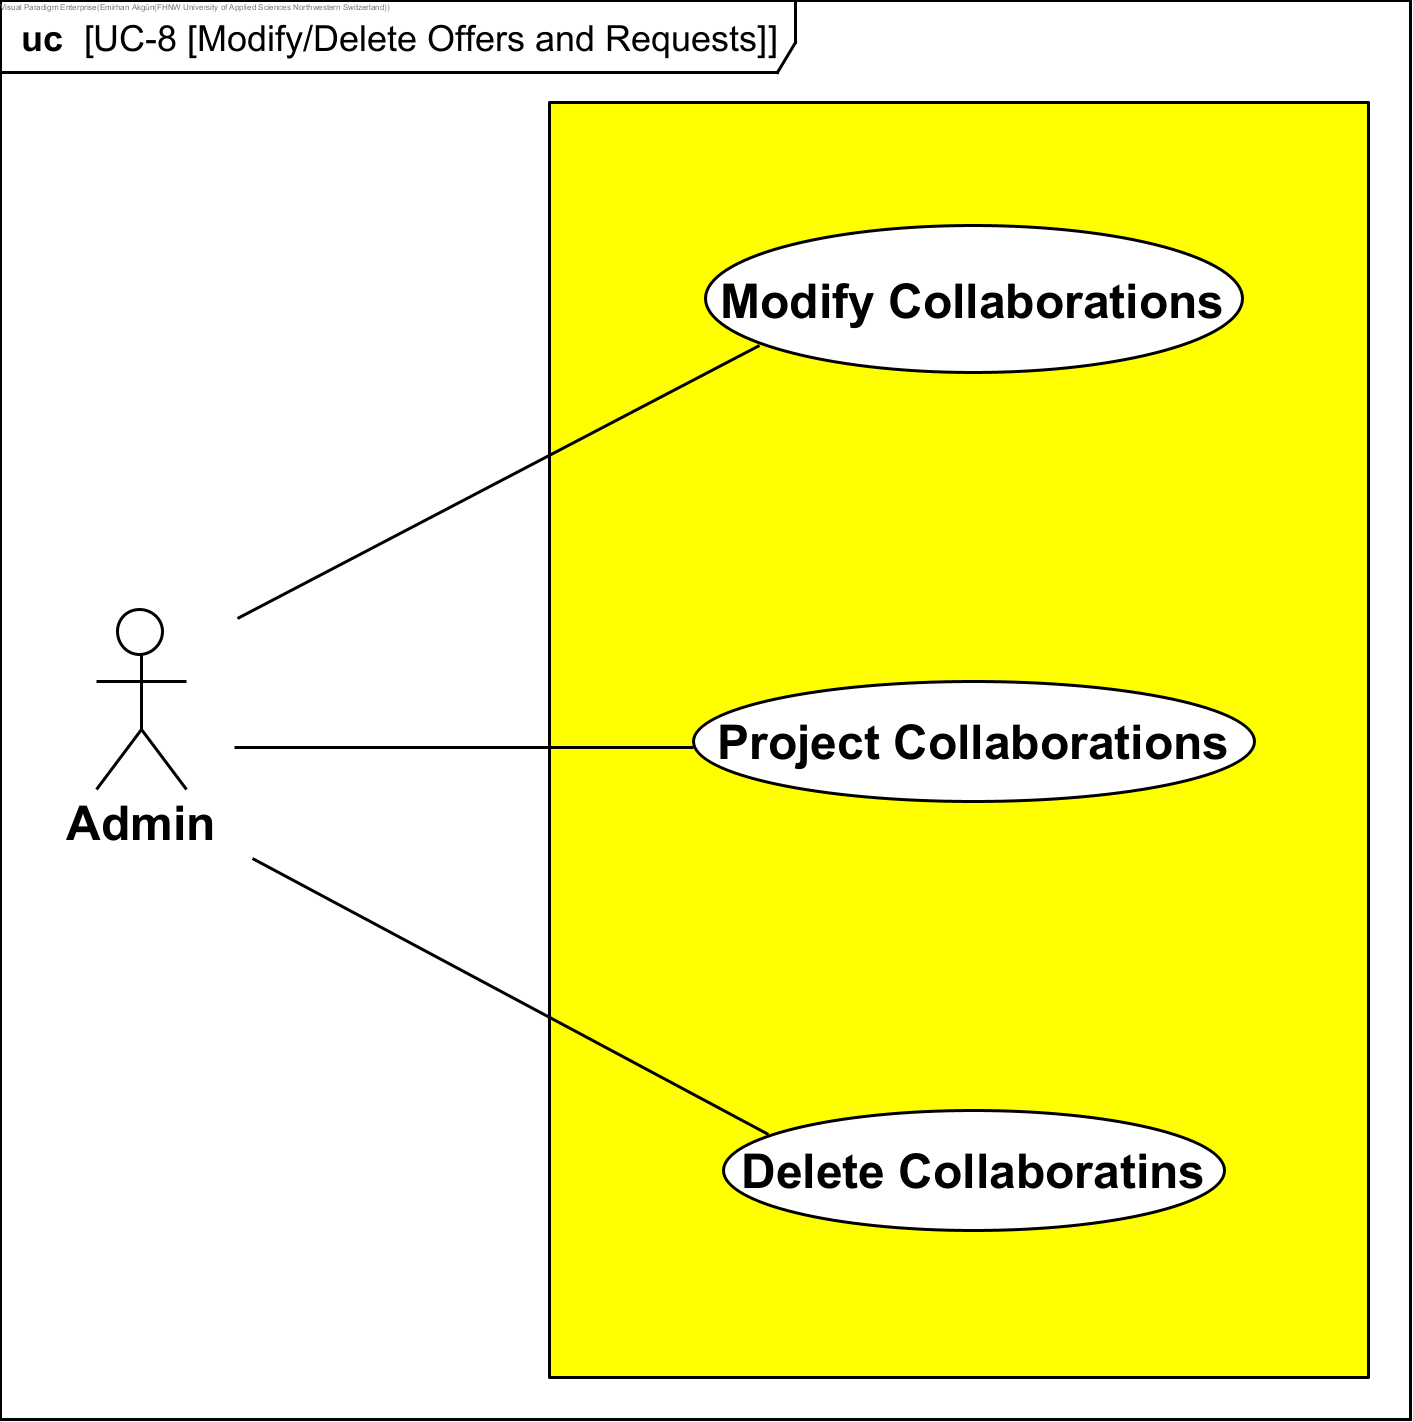 Visual Paradigm Enterprise(Emirhan Akgün(FHNW University of Applied Sciences Northwestern Switzerland))
uc [UC-8 [Modify/Delete Offers and Requests]]
Modify Collaborations
Project Collaborations
Admin
Delete Collaboratins